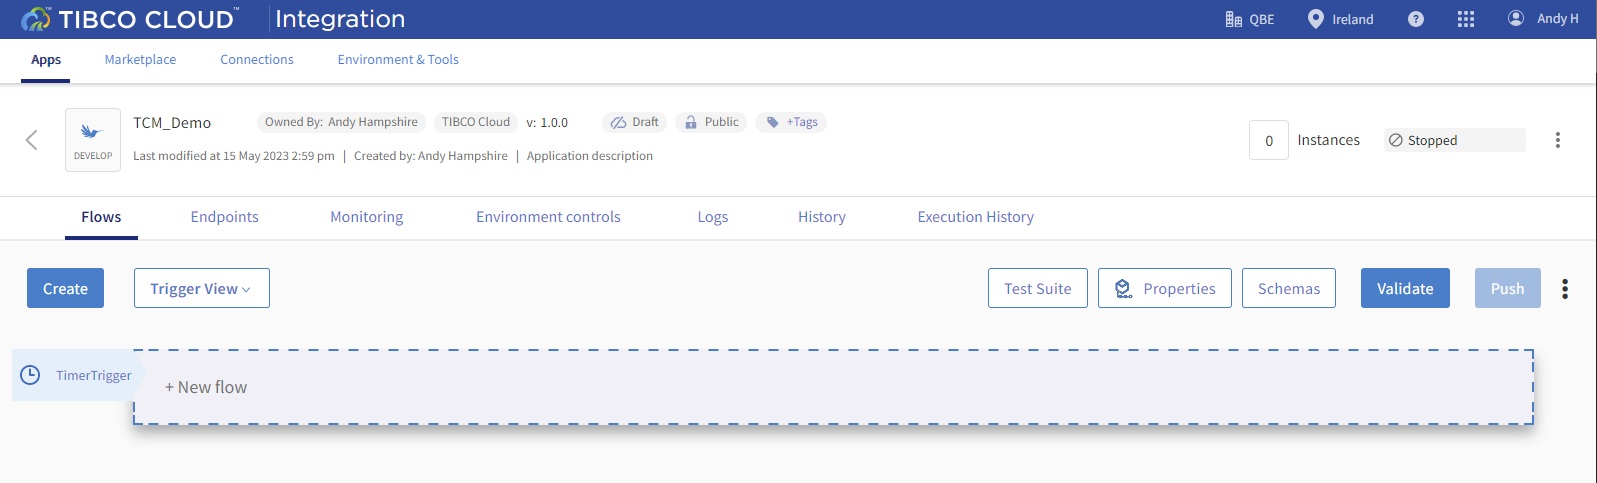 TIBCO CLOUD™ Integration QBE Ireland ? Andy H
Apps Marketplace Connections Environment & Tools
TCM_Demo Owned By: Andy Hampshire TIBCO Cloud v: 1.0.0 Draft Public +Tags
DEVELOP
Last modified at 15 May 2023 2:59 pm | Created by: Andy Hampshire | Application description
0 Instances Stopped
Flows Endpoints Monitoring Environment controls Logs History Execution History
Create Trigger View Test Suite Properties Schemas Validate Push
TimerTrigger
+ New flow